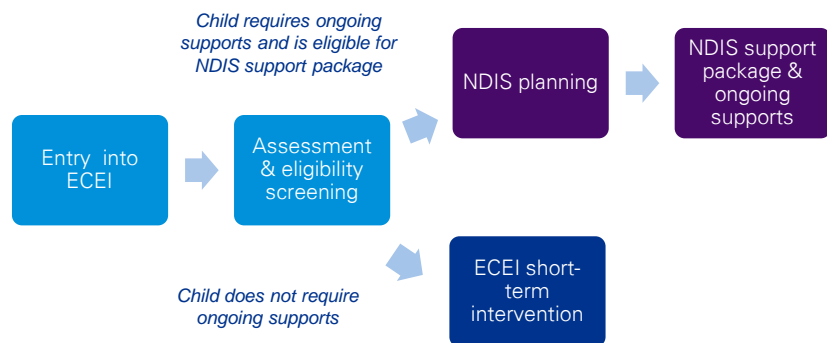 Child requires ongoing
supports and is eligible for
NDIS support package
NDIS planning
NDIS support
package &
ongoing
supports
Entry into
ECEI
Assessment
& eligibility
screening
Child does not require
ongoing supports
ECEI short-
term
intervention